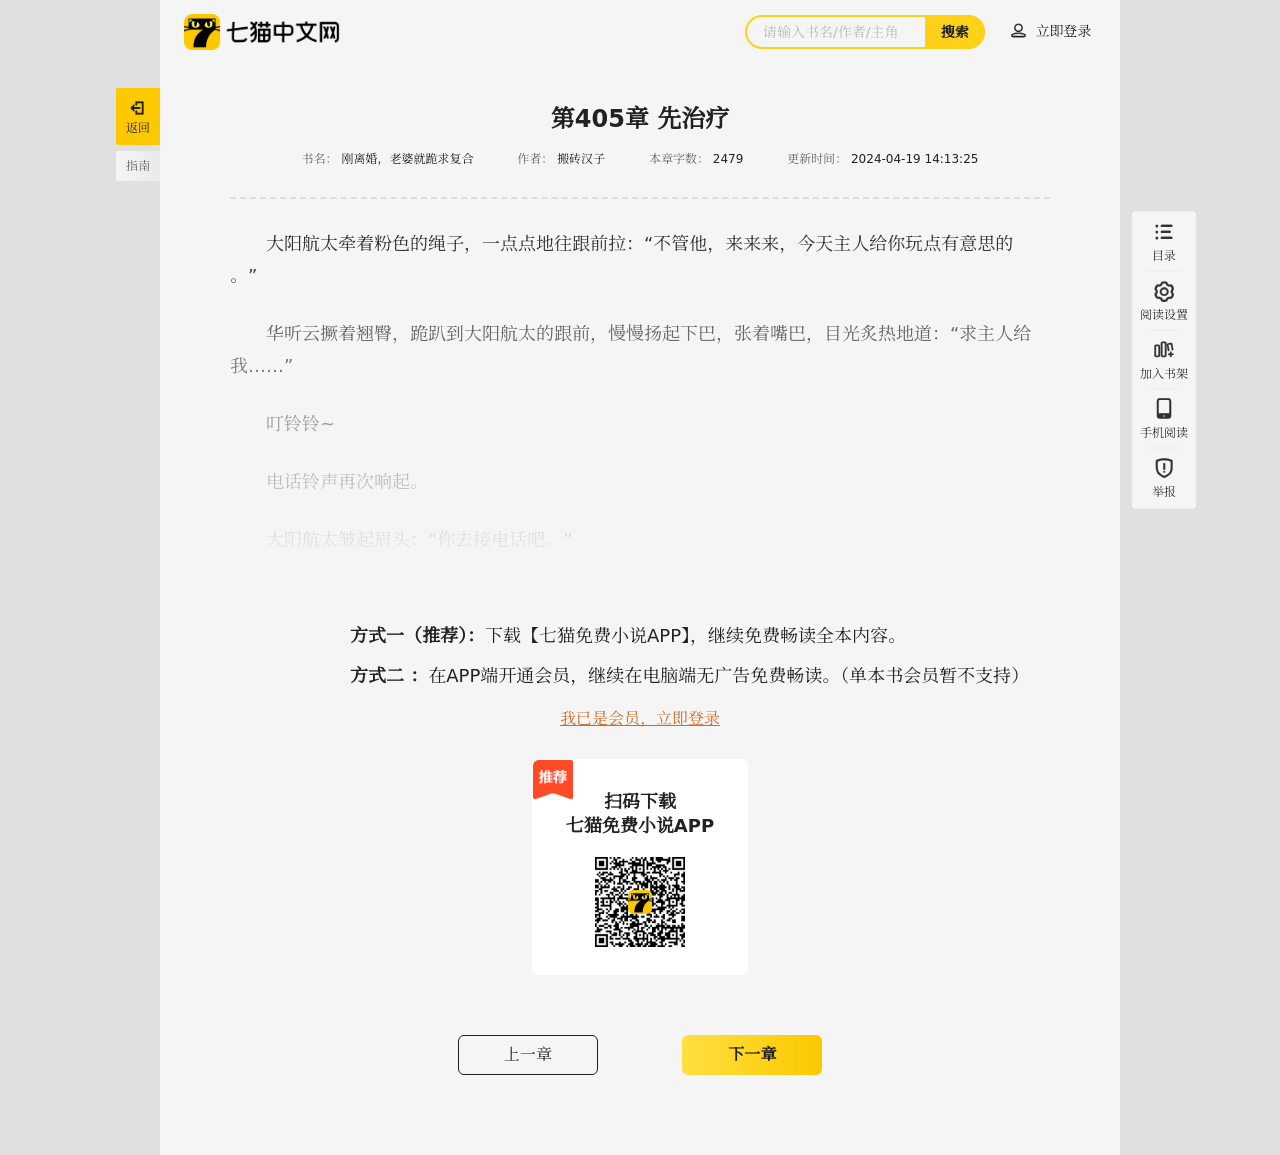 七猫中文网
请输入书名/作者/主角
搜索
立即登录
返回
指南
第405章 先治疗
书名： 刚离婚，老婆就跪求复合 作者： 搬砖汉子 本章字数： 2479 更新时间： 2024-04-19 14:13:25
大阳航太牵着粉色的绳子，一点点地往跟前拉：“不管他，来来来，今天主人给你玩点有意思的
。”
华听云撅着翘臀，跪趴到大阳航太的跟前，慢慢扬起下巴，张着嘴巴，目光炙热地道：“求主人给
我……”
叮铃铃~
电话铃声再次响起。
大阳航太皱起眉头：“你去接电话吧。”
目录
阅读设置
加入书架
手机阅读
举报
方式一（推荐）：下载【七猫免费小说APP】，继续免费畅读全本内容。
方式二 ：在APP端开通会员，继续在电脑端无广告免费畅读。（单本书会员暂不支持）
我已是会员，立即登录
推荐
扫码下载
七猫免费小说APP
上一章
下一章